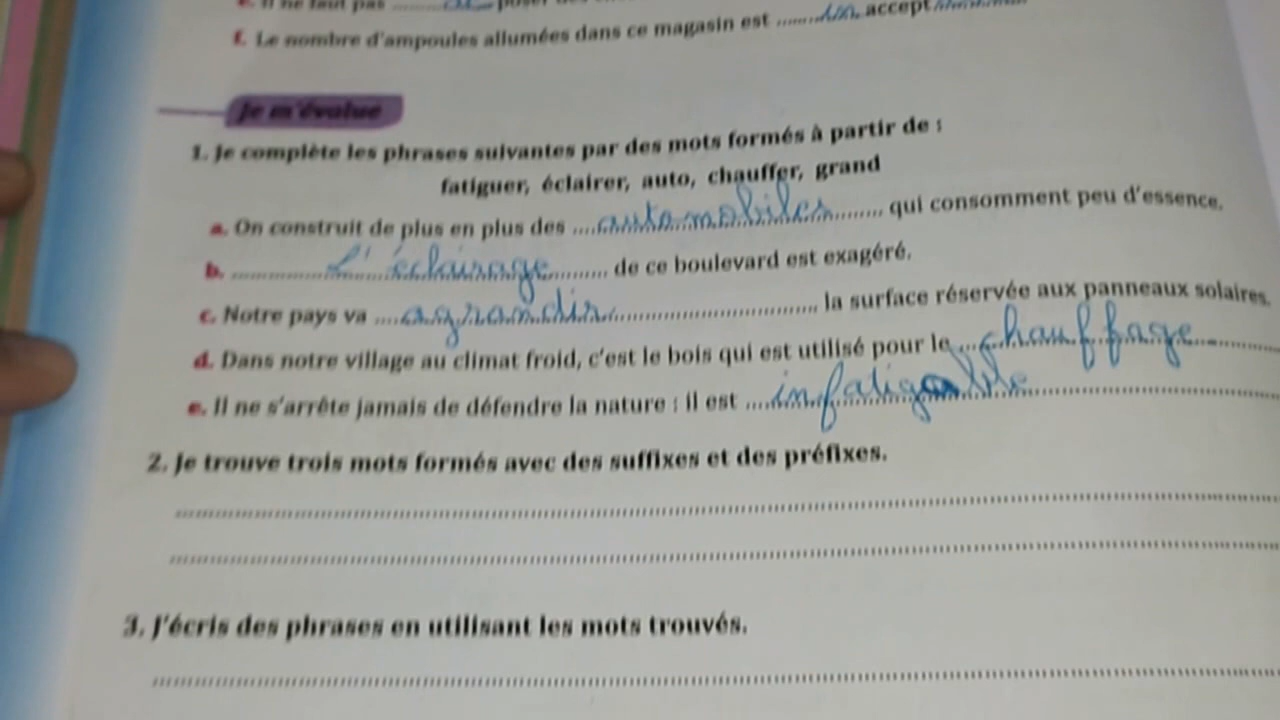 e. Il ne faut pas
f. Le nombre d'ampoules allumées dans ce magasin est ........ in accept
Je m'évalue
1. Je complète les phrases suivantes par des mots formés à partir de :
fatiguer, éclairer, auto, chauffer, grand
a. On construit de plus en plus des .... automobiles ........ qui consomment peu d'essence.
b. ............ L'éclairage ......... de ce boulevard est exagéré.
c. Notre pays va .... agrandir ........................ la surface réservée aux panneaux solaires.
d. Dans notre village au climat froid, c'est le bois qui est utilisé pour le ... chauffage ............
e. Il ne s'arrête jamais de défendre la nature : il est .... infatigable ........................
2. Je trouve trois mots formés avec des suffixes et des préfixes.
3. J'écris des phrases en utilisant les mots trouvés.